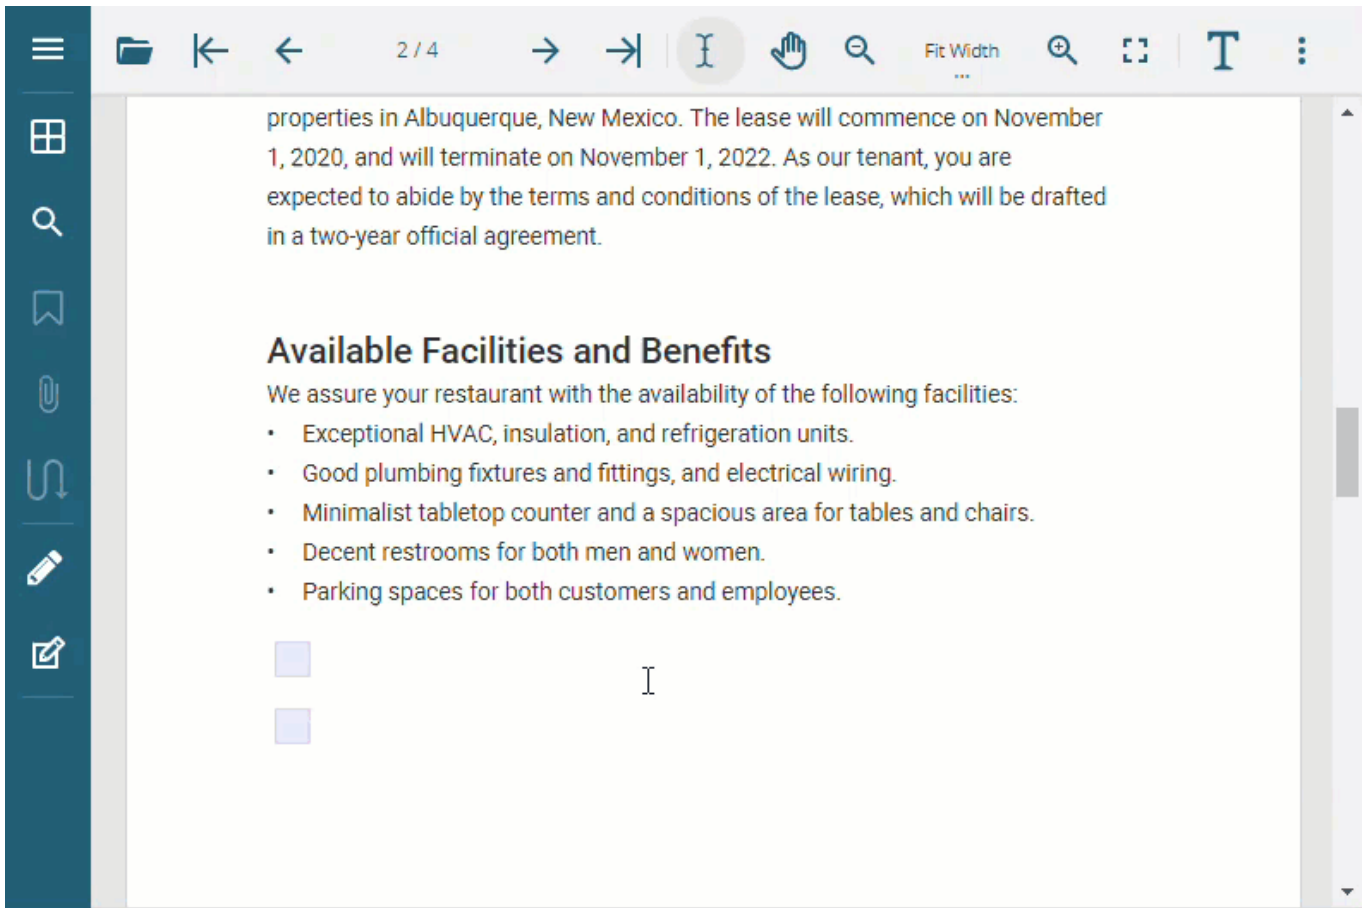 2 / 4
Fit Width
...
T
properties in Albuquerque, New Mexico. The lease will commence on November
1, 2020, and will terminate on November 1, 2022. As our tenant, you are
expected to abide by the terms and conditions of the lease, which will be drafted
in a two-year official agreement.
Available Facilities and Benefits
We assure your restaurant with the availability of the following facilities:
• Exceptional HVAC, insulation, and refrigeration units.
• Good plumbing fixtures and fittings, and electrical wiring.
• Minimalist tabletop counter and a spacious area for tables and chairs.
• Decent restrooms for both men and women.
• Parking spaces for both customers and employees.